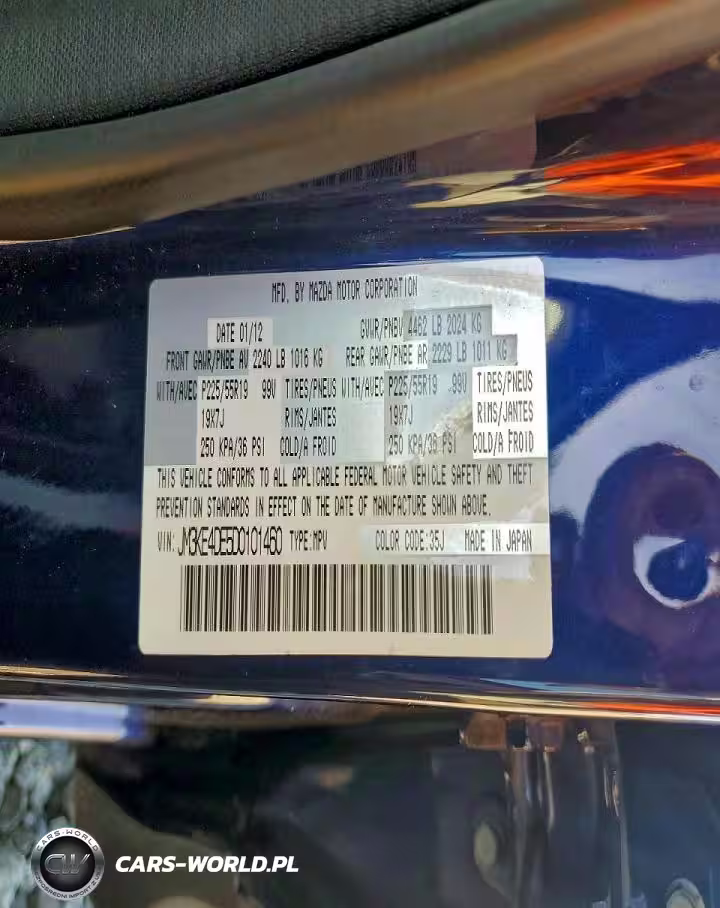 MFD. BY MAZDA MOTOR CORPORATION
DATE 01/12 GVWR/PNBV 4462 LB 2024 KG
FRONT GAWR/PNBE AV 2240 LB 1016 KG REAR GAWR/PNBE AR 2229 LB 1011 KG
WITH/AVEC P225/55R19 99V TIRES/PNEUS WITH/AVEC P225/55R19 99V TIRES/PNEUS
19X7J RIMS/JANTES 19X7J RIMS/JANTES
250 KPA/36 PSI COLD/A FROID 250 KPA/36 PSI COLD/A FROID
THIS VEHICLE CONFORMS TO ALL APPLICABLE FEDERAL MOTOR VEHICLE SAFETY AND THEFT
PREVENTION STANDARDS IN EFFECT ON THE DATE OF MANUFACTURE SHOWN ABOVE.
VIN: JM3KE4DE5D0101460 TYPE:MPV COLOR CODE:35J MADE IN JAPAN
CARS-WORLD
CW
CARS-WORLD.PL